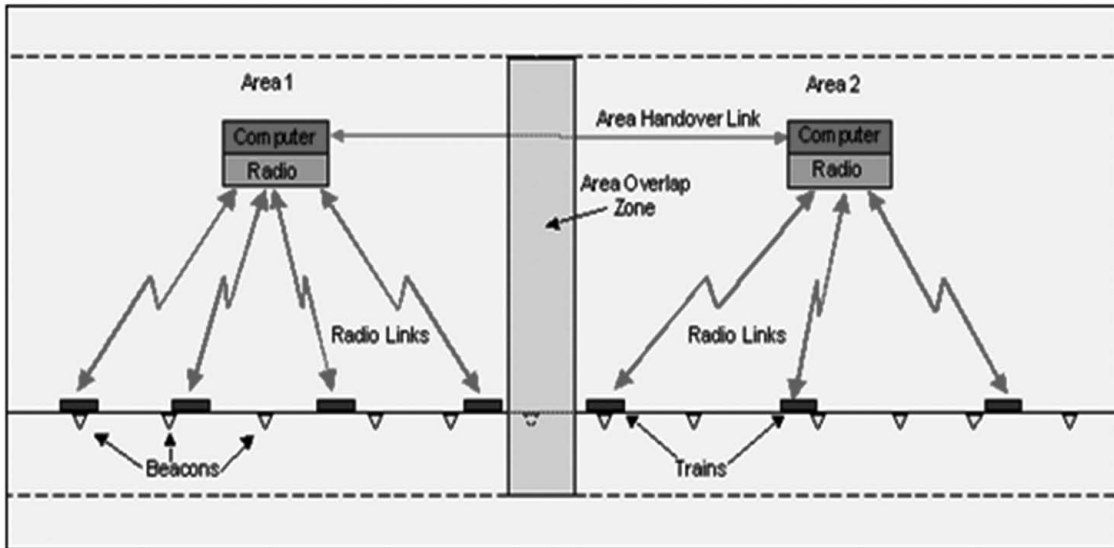 Area 1
Area 2
Computer
Radio
Area Handover Link
Computer
Radio
Area Overlap
Zone
Radio Links
Radio Links
Beacons
Trains